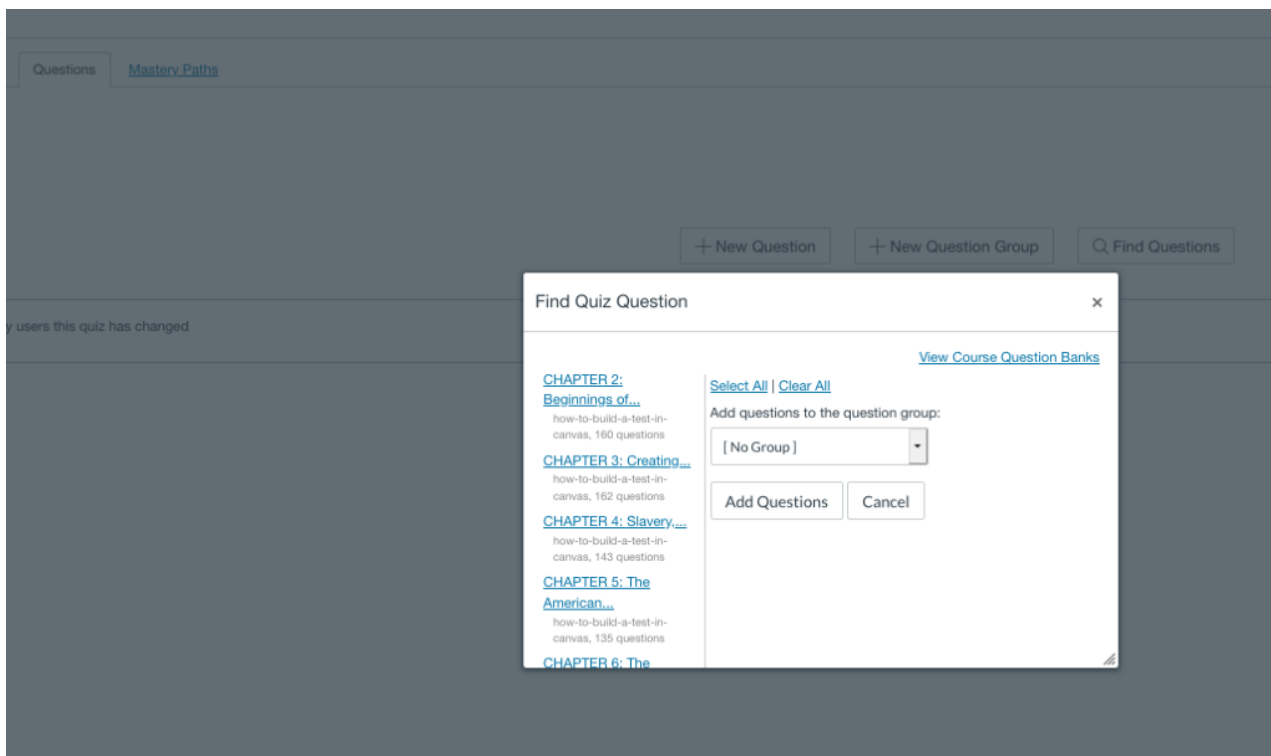 Questions
Mastery Paths
New Question
New Question Group
Find Questions
y users this quiz has changed
Find Quiz Question
×
View Course Question Banks
CHAPTER 2:
Beginnings of...
how-to-build-a-test-in-
canvas, 160 questions
CHAPTER 3: Creating...
how-to-build-a-test-in-
canvas, 162 questions
CHAPTER 4: Slavery,...
how-to-build-a-test-in-
canvas, 143 questions
CHAPTER 5: The
American...
how-to-build-a-test-in-
canvas, 135 questions
CHAPTER 6: The
Select All | Clear All
Add questions to the question group:
[ No Group ]
Add Questions
Cancel